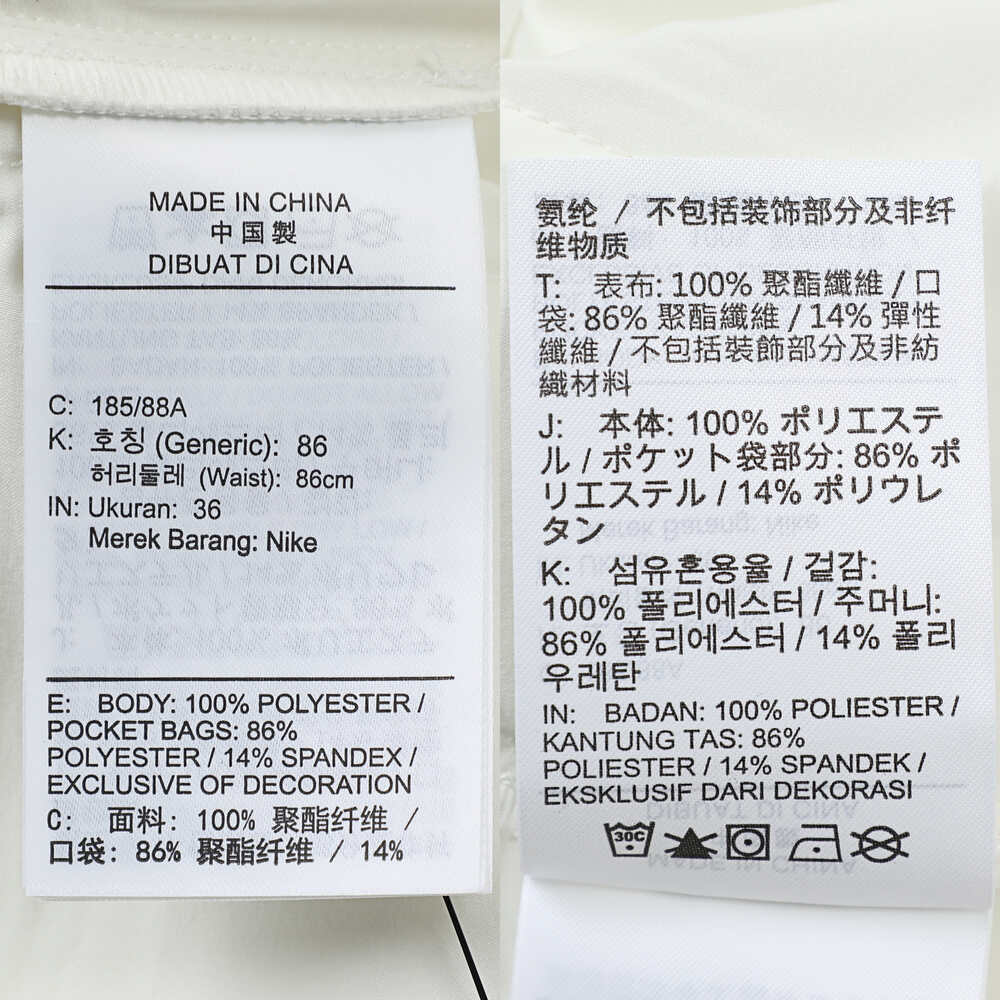 MADE IN CHINA
中国製
DIBUAT DI CINA
C: 185/88A
K: 호칭 (Generic): 86
허리둘레 (Waist): 86cm
IN: Ukuran: 36
Merek Barang: Nike
E: BODY: 100% POLYESTER /
POCKET BAGS: 86%
POLYESTER / 14% SPANDEX /
EXCLUSIVE OF DECORATION
C: 面料: 100% 聚酯纤维 /
口袋: 86% 聚酯纤维 / 14%
氨纶 / 不包括装饰部分及非纤
维物质
T: 表布: 100% 聚酯纖維 / 口
袋: 86% 聚酯纖維 / 14% 彈性
纖維 / 不包括裝飾部分及非紡
織材料
J: 本体: 100% ポリエステ
ル / ポケット袋部分: 86% ポ
リエステル / 14% ポリウレ
タン
K: 섬유혼용율 / 겉감:
100% 폴리에스터 / 주머니:
86% 폴리에스터 / 14% 폴리
우레탄
IN: BADAN: 100% POLIESTER /
KANTUNG TAS: 86%
POLIESTER / 14% SPANDEK /
EKSKLUSIF DARI DEKORASI
30C